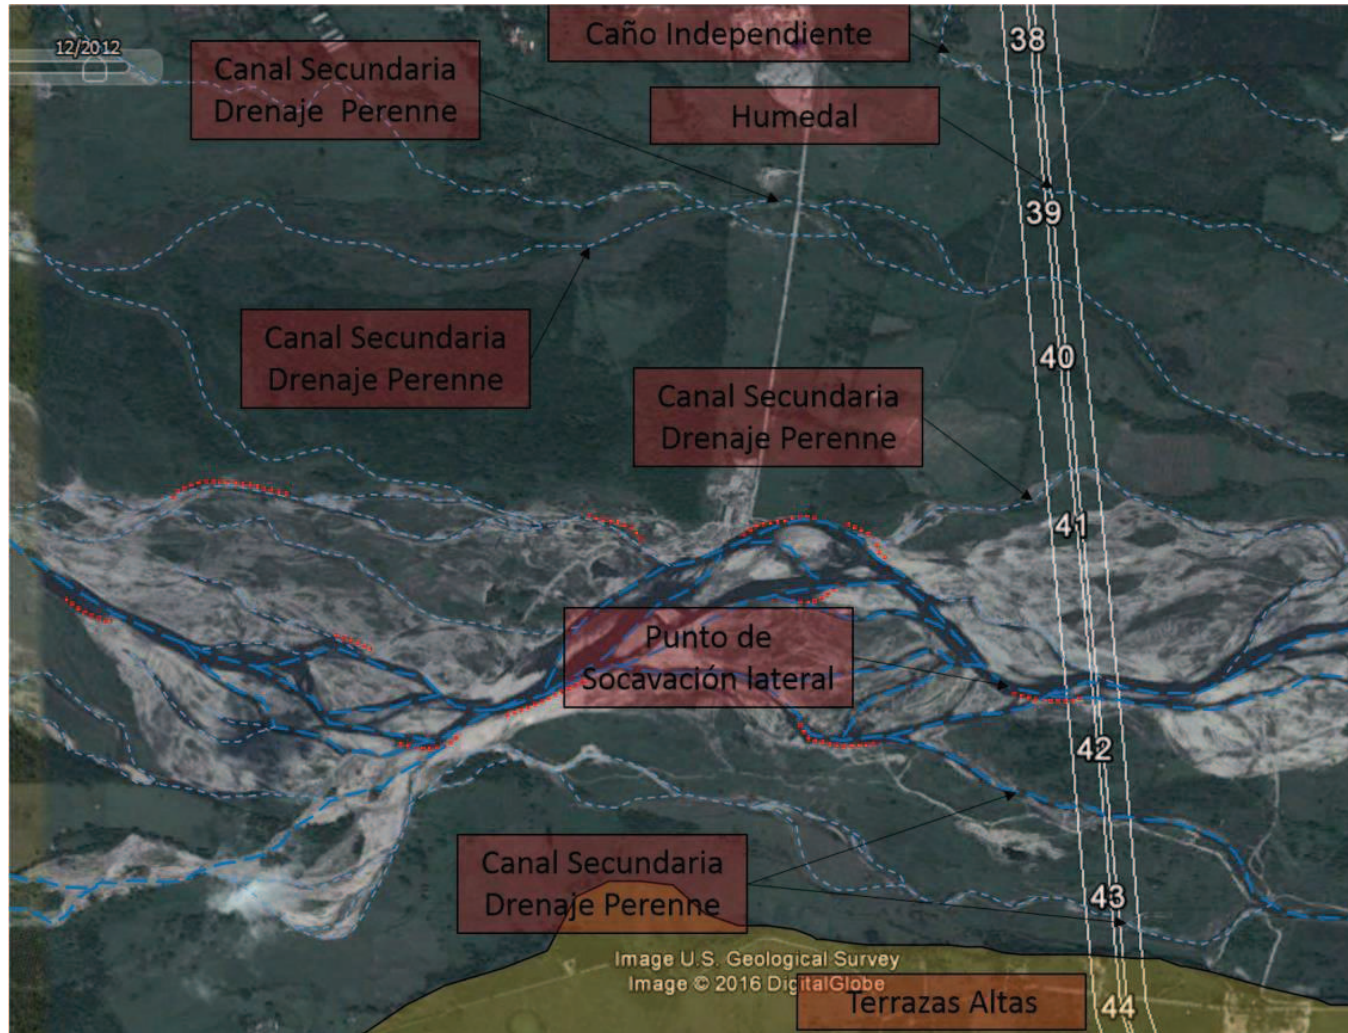 12/2012
Caño Independiente
38
Canal Secundaria
Drenaje  Perenne
Humedal
39
Canal Secundaria
Drenaje Perenne
40
Canal Secundaria
Drenaje Perenne
41
Punto de
Socavación lateral
42
Canal Secundaria
Drenaje Perenne
43
Image U.S. Geological Survey
Image © 2016 DigitalGlobe
Terrazas Altas
44